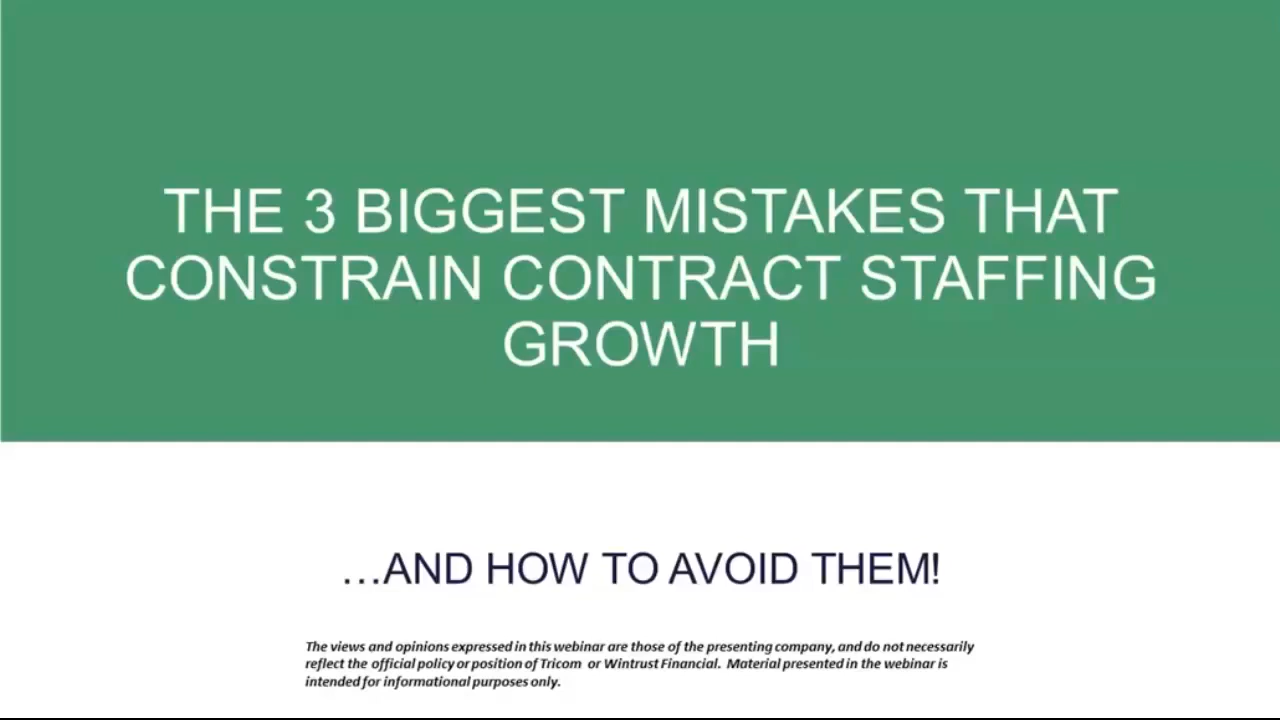 THE 3 BIGGEST MISTAKES THAT
CONSTRAIN CONTRACT STAFFING
GROWTH
…AND HOW TO AVOID THEM!
The views and opinions expressed in this webinar are those of the presenting company, and do not necessarily
reflect the official policy or position of Tricom or Wintrust Financial. Material presented in the webinar is
intended for informational purposes only.